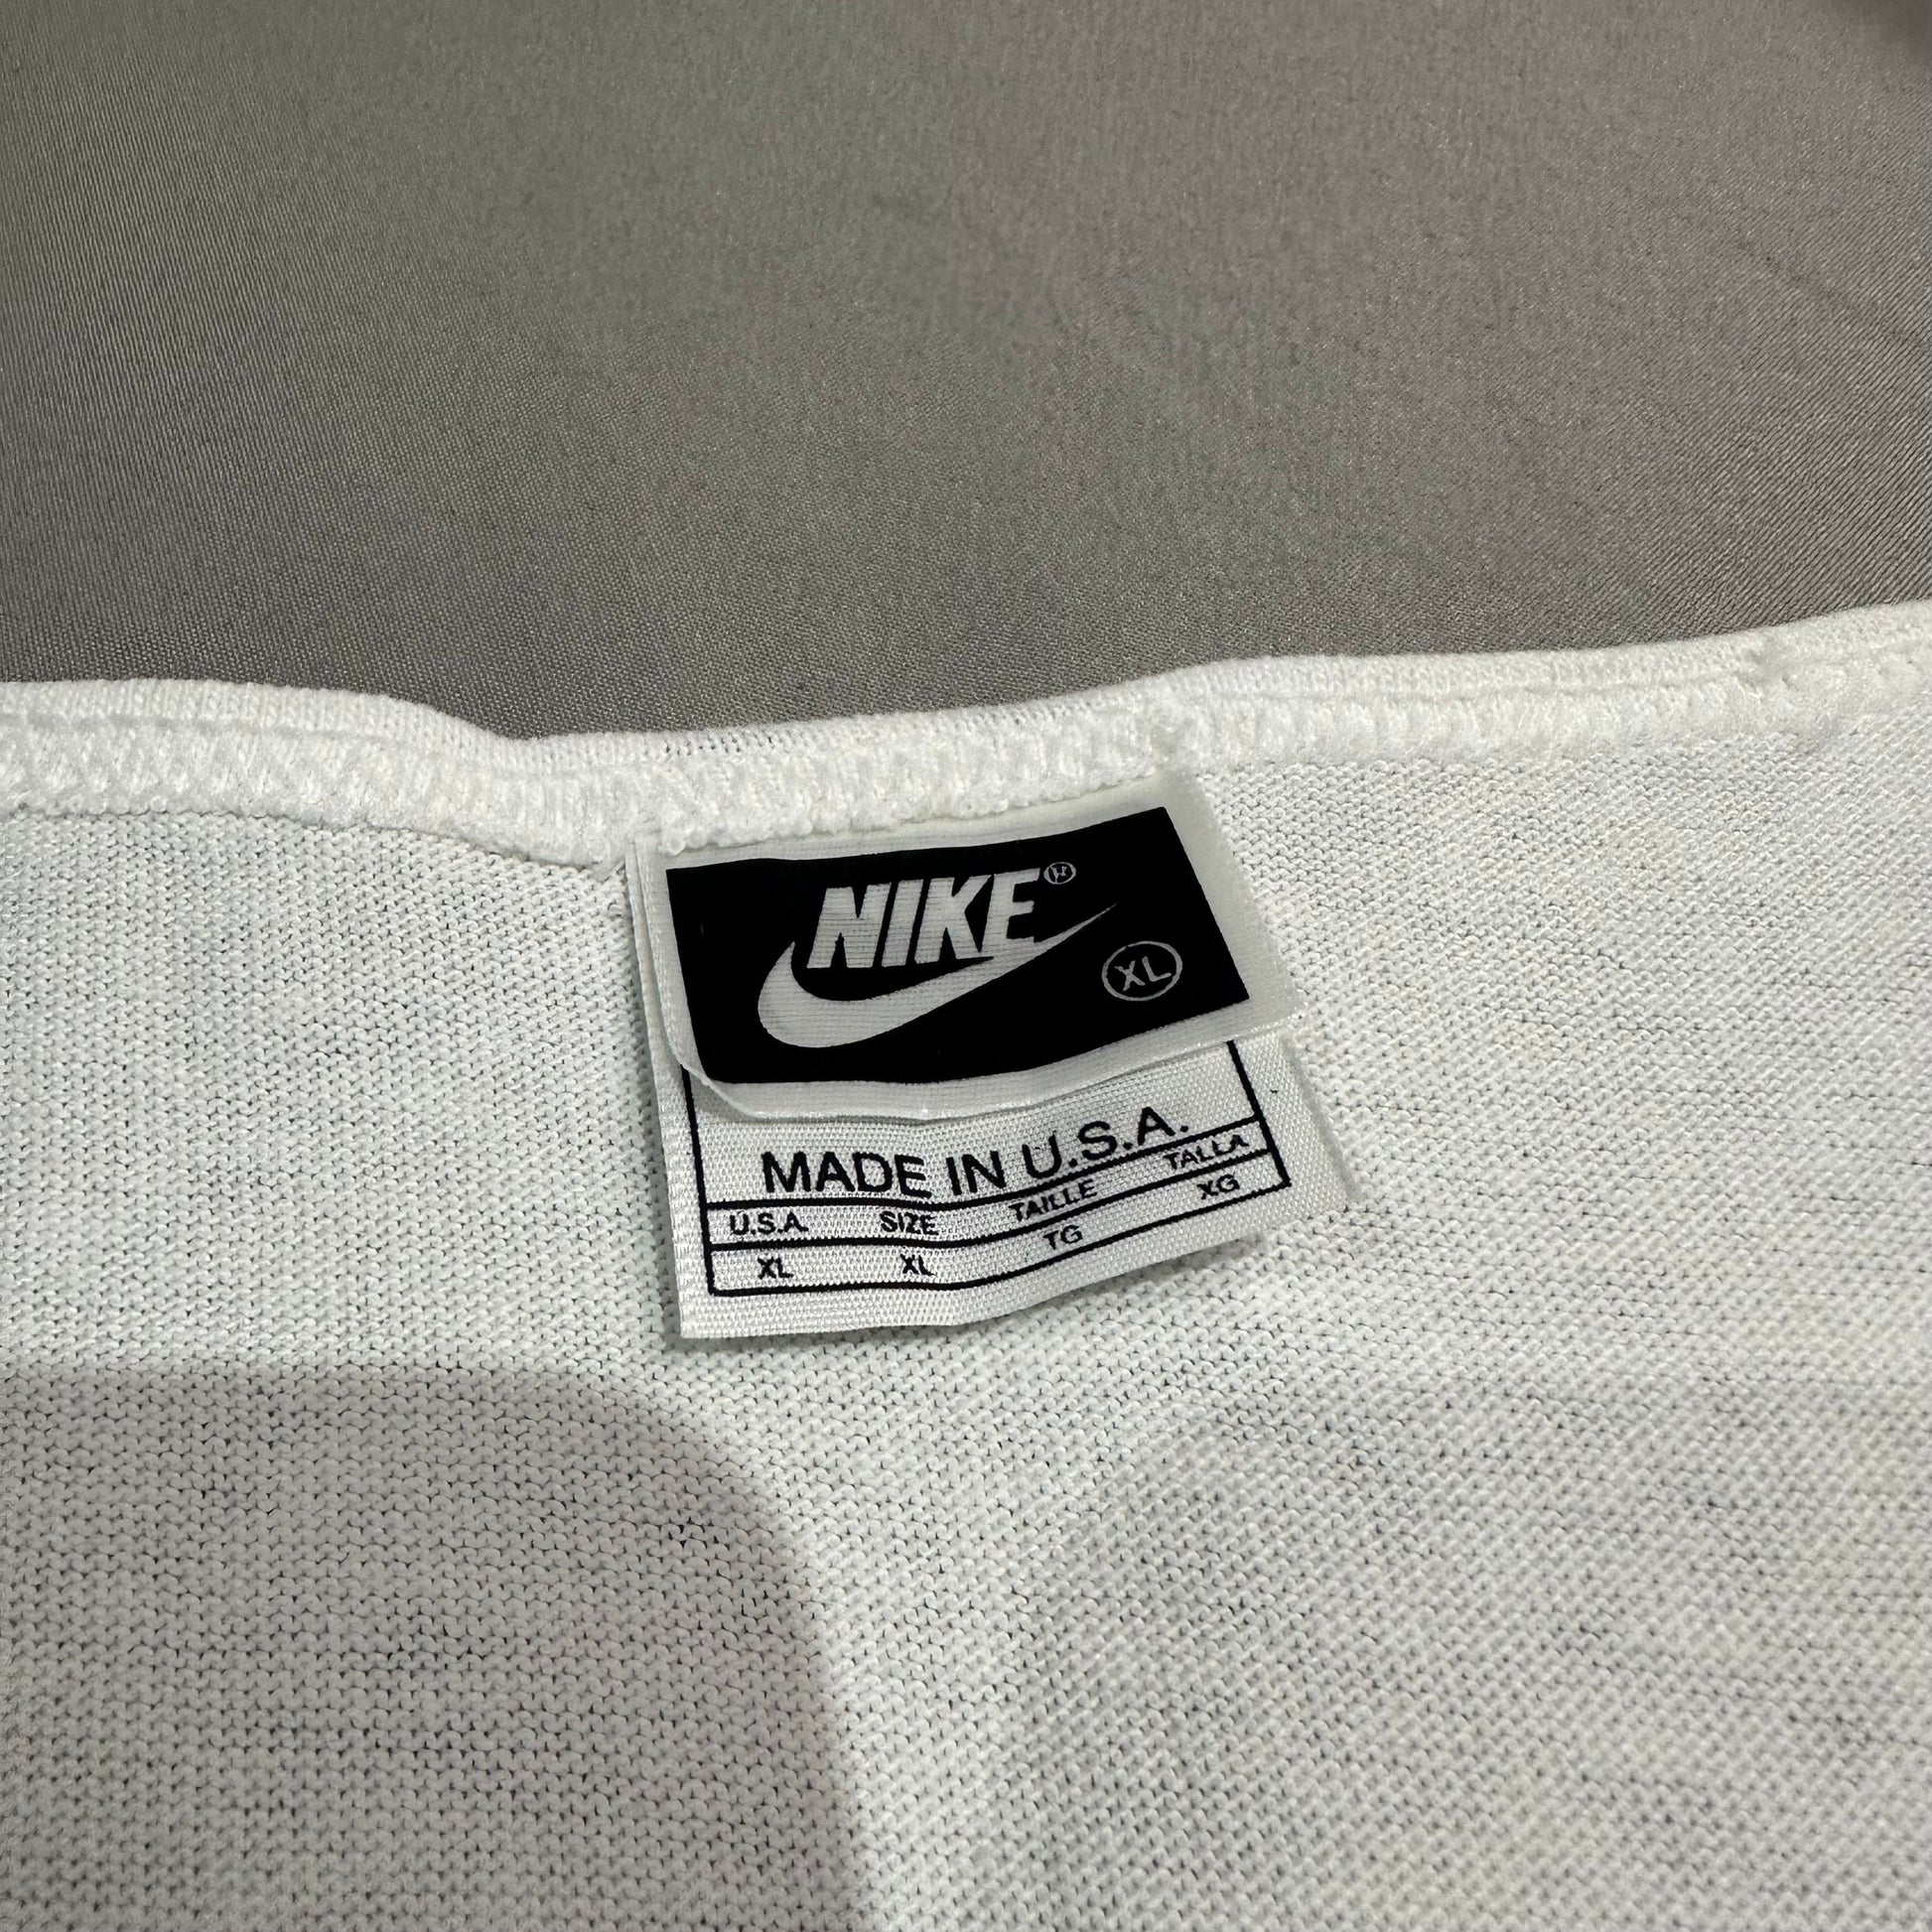 NIKE®
XL
MADE IN U.S.A.
U.S.A. SIZE TAILLE TALLA
XL XL TG XG